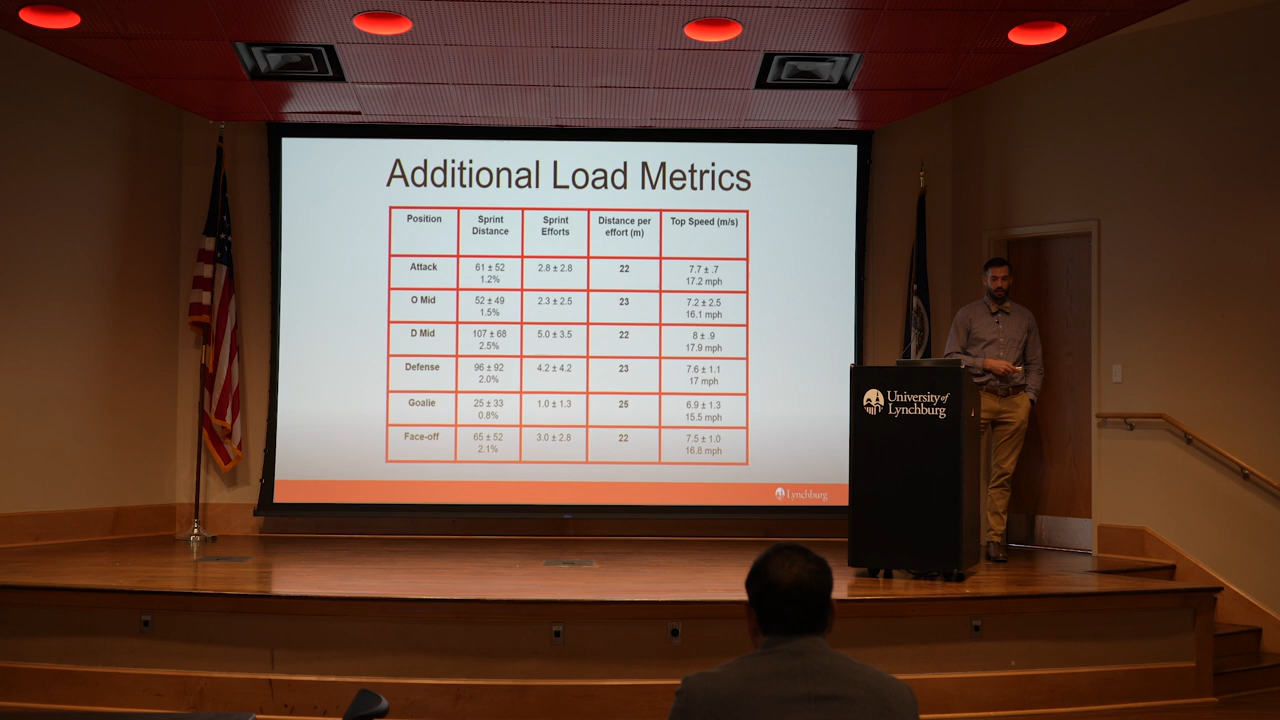 Additional Load Metrics
Position Sprint Distance Sprint Efforts Distance per effort (m) Top Speed (m/s)
Attack 61 ± 52 1.2% 2.8 ± 2.8 22 7.7 ± .7 17.2 mph
O Mid 52 ± 49 1.5% 2.3 ± 2.5 23 7.2 ± 2.5 16.1 mph
D Mid 107 ± 68 2.5% 5.0 ± 3.5 22 8 ± .9 17.9 mph
Defense 96 ± 92 2.0% 4.2 ± 4.2 23 7.6 ± 1.1 17 mph
Goalie 25 ± 33 0.8% 1.0 ± 1.3 25 6.9 ± 1.3 15.5 mph
Face-off 65 ± 52 2.1% 3.0 ± 2.8 22 7.5 ± 1.0 16.8 mph
Lynchburg
University of
Lynchburg